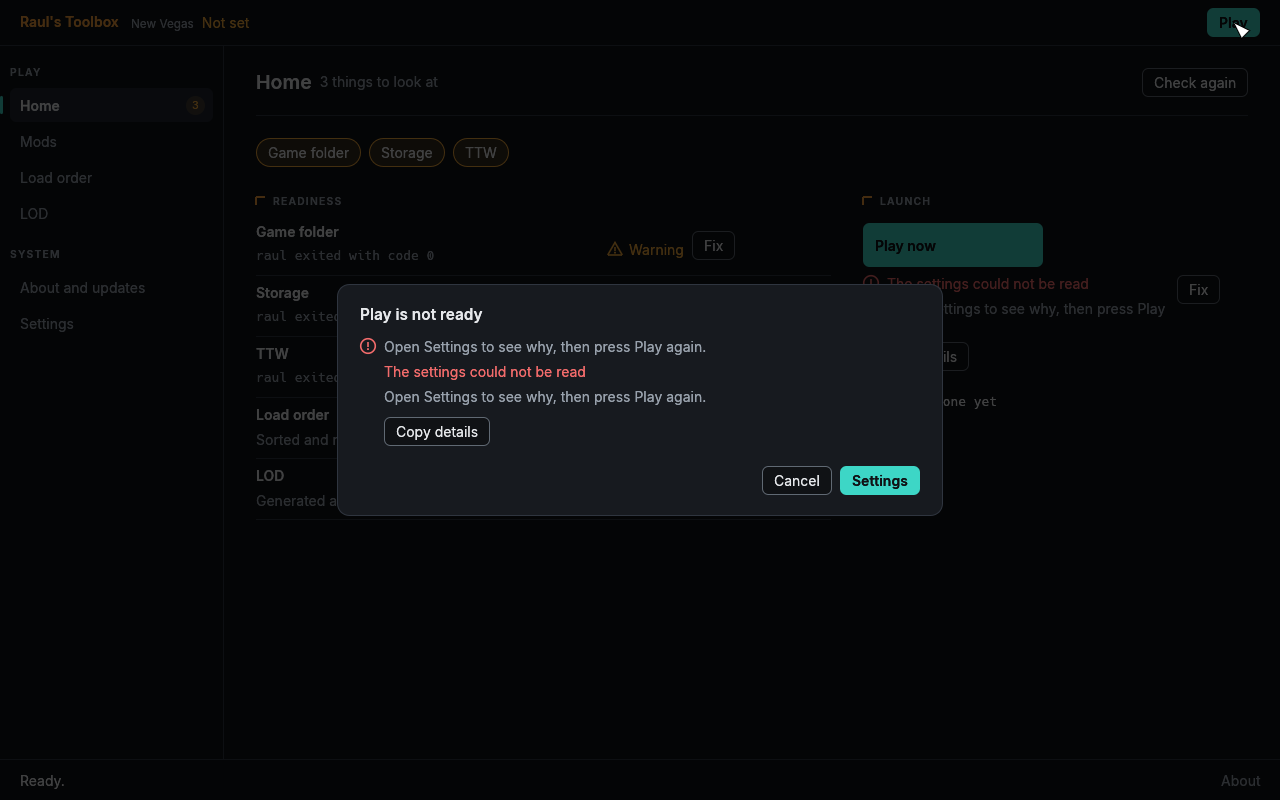 Raul's Toolbox New Vegas Not set
Play
PLAY
Home 3
Mods
Load order
LOD
SYSTEM
About and updates
Settings
Home 3 things to look at
Check again
Game folder
Storage
TTW
READINESS
Game folder
raul exited with code 0
Warning
Fix
Storage
raul exited
TTW
raul exited
Load order
Sorted and
LOD
Generated
LAUNCH
Play now
The settings could not be read
to see why, then press Play
Fix
one yet
Play is not ready
Open Settings to see why, then press Play again.
The settings could not be read
Open Settings to see why, then press Play again.
Copy details
Cancel
Settings
Ready.
About